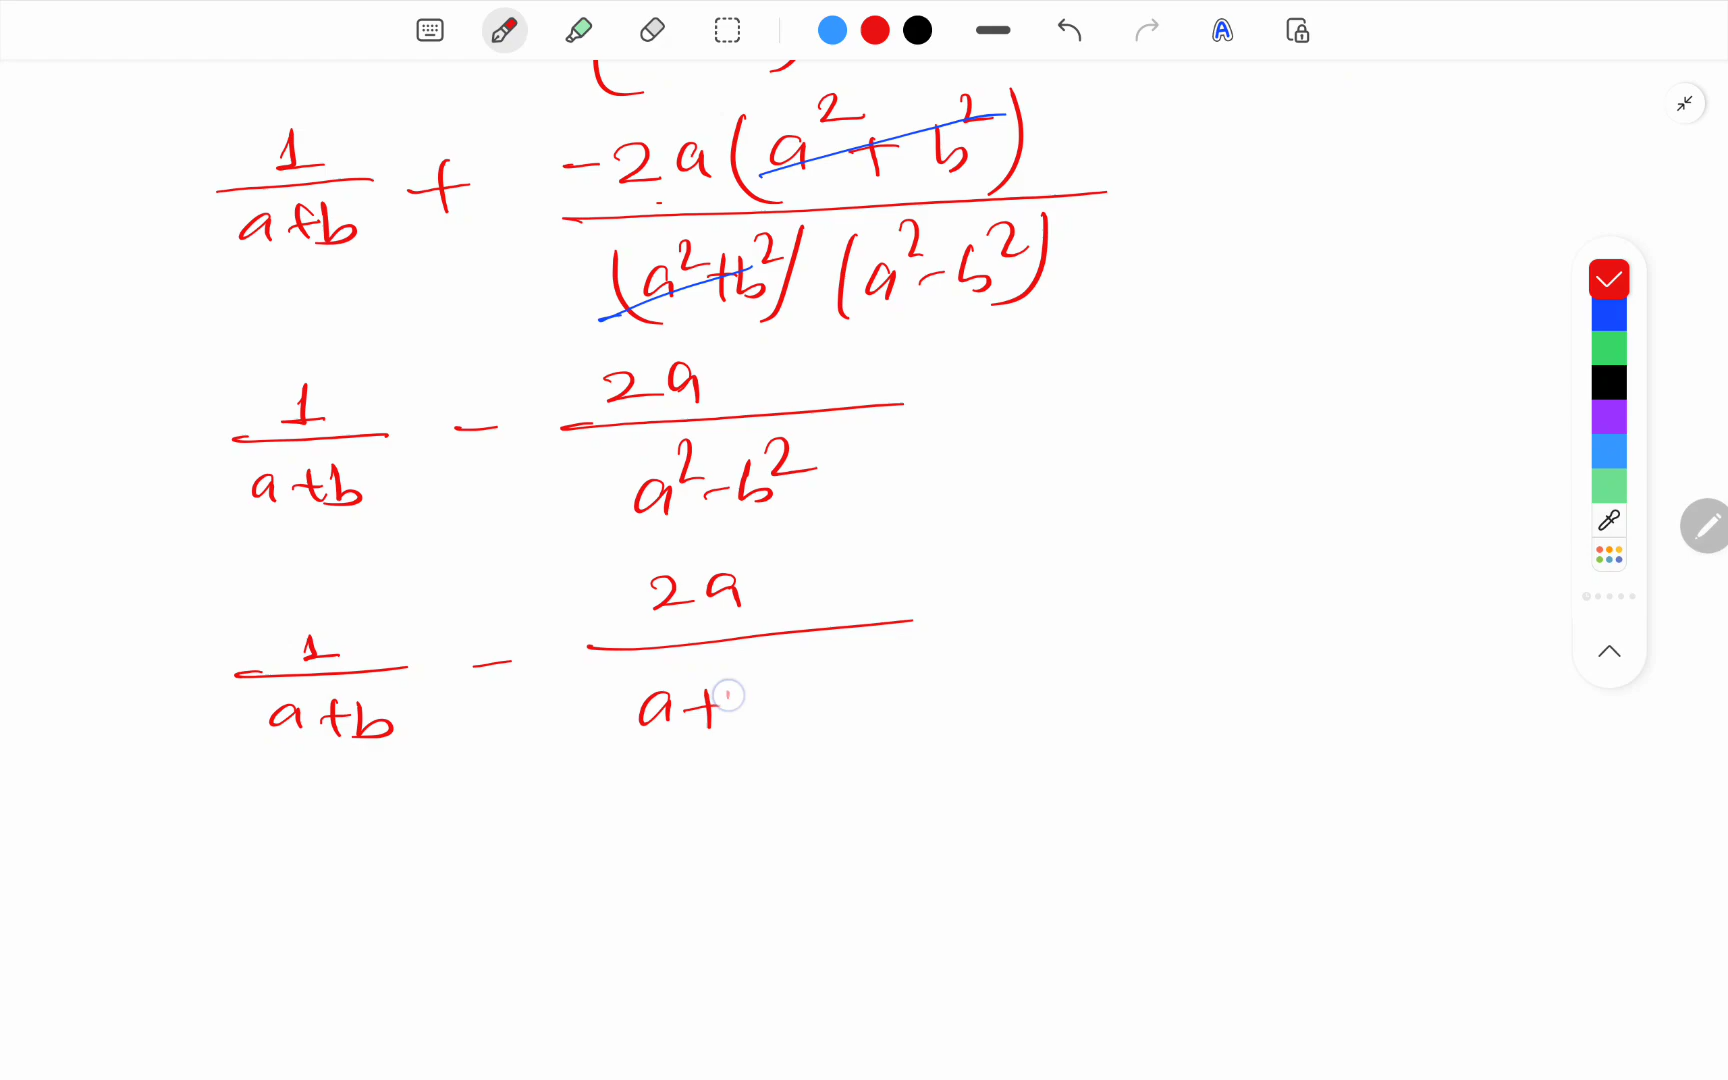 1/(a+b) + -2a(a²+b²)/(a²+b²)(a²-b²)
1/(a+b) - 2a/(a²-b²)
1/(a+b) - 2a/(a+